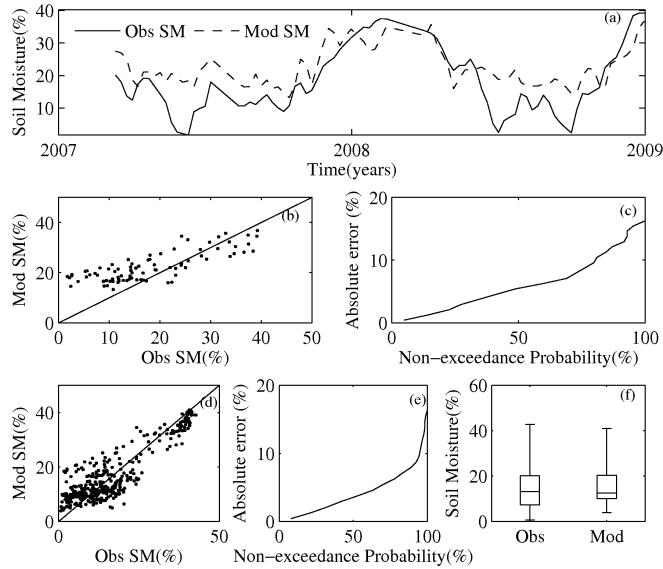 40
30
20
10
Soil Moisture(%)
Obs SM
Mod SM
(a)
2007
2008
2009
Time(years)
40
20
0
Mod SM(%)
(b)
0
10
20
30
40
50
Obs SM(%)
20
10
0
Absolute error (%)
(c)
0
50
100
Non−exceedance Probability(%)
40
20
0
Mod SM(%)
(d)
0
50
Obs SM(%)
20
10
0
Absolute error (%)
(e)
0
50
100
Non−exceedance Probability(%)
60
40
20
0
Soil Moisture(%)
(f)
Obs
Mod